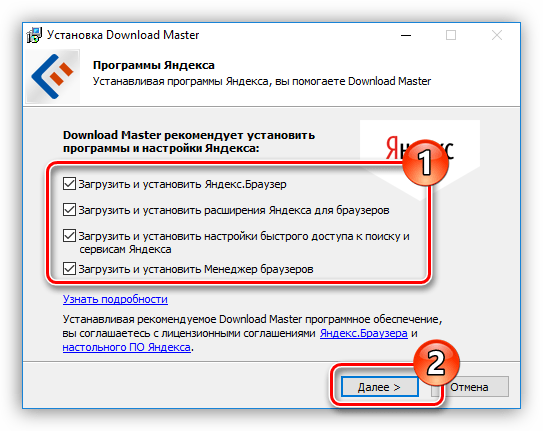 Установка Download Master
Программы Яндекса
Устанавливая программы Яндекса, вы помогаете Download Master
Download Master рекомендует установить
программы и настройки Яндекса:
Яндекс
1
Загрузить и установить Яндекс.Браузер
Загрузить и установить расширения Яндекса для браузеров
Загрузить и установить настройки быстрого доступа к поиску и
сервисам Яндекса
Загрузить и установить Менеджер браузеров
Узнать подробности
Устанавливая рекомендуемое Download Master программное обеспечение,
вы соглашаетесь с лицензионными соглашениями Яндекс.Браузера и
настольного ПО Яндекса.
2
Далее >
Отмена